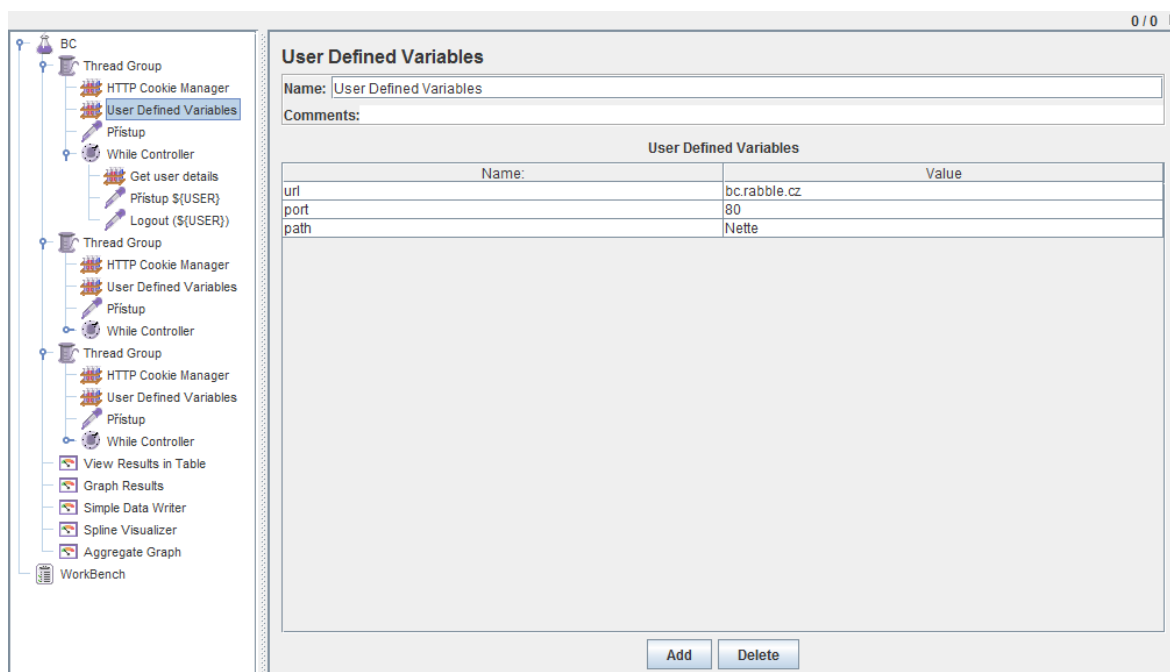 0 / 0
BC
Thread Group
HTTP Cookie Manager
User Defined Variables
Přístup
While Controller
Get user details
Přístup ${USER}
Logout (${USER})
Thread Group
HTTP Cookie Manager
User Defined Variables
Přístup
While Controller
Thread Group
HTTP Cookie Manager
User Defined Variables
Přístup
While Controller
View Results in Table
Graph Results
Simple Data Writer
Spline Visualizer
Aggregate Graph
WorkBench
User Defined Variables
Name: User Defined Variables
Comments:
User Defined Variables
Name: Value
url bc.rabble.cz
port 80
path Nette
Add Delete